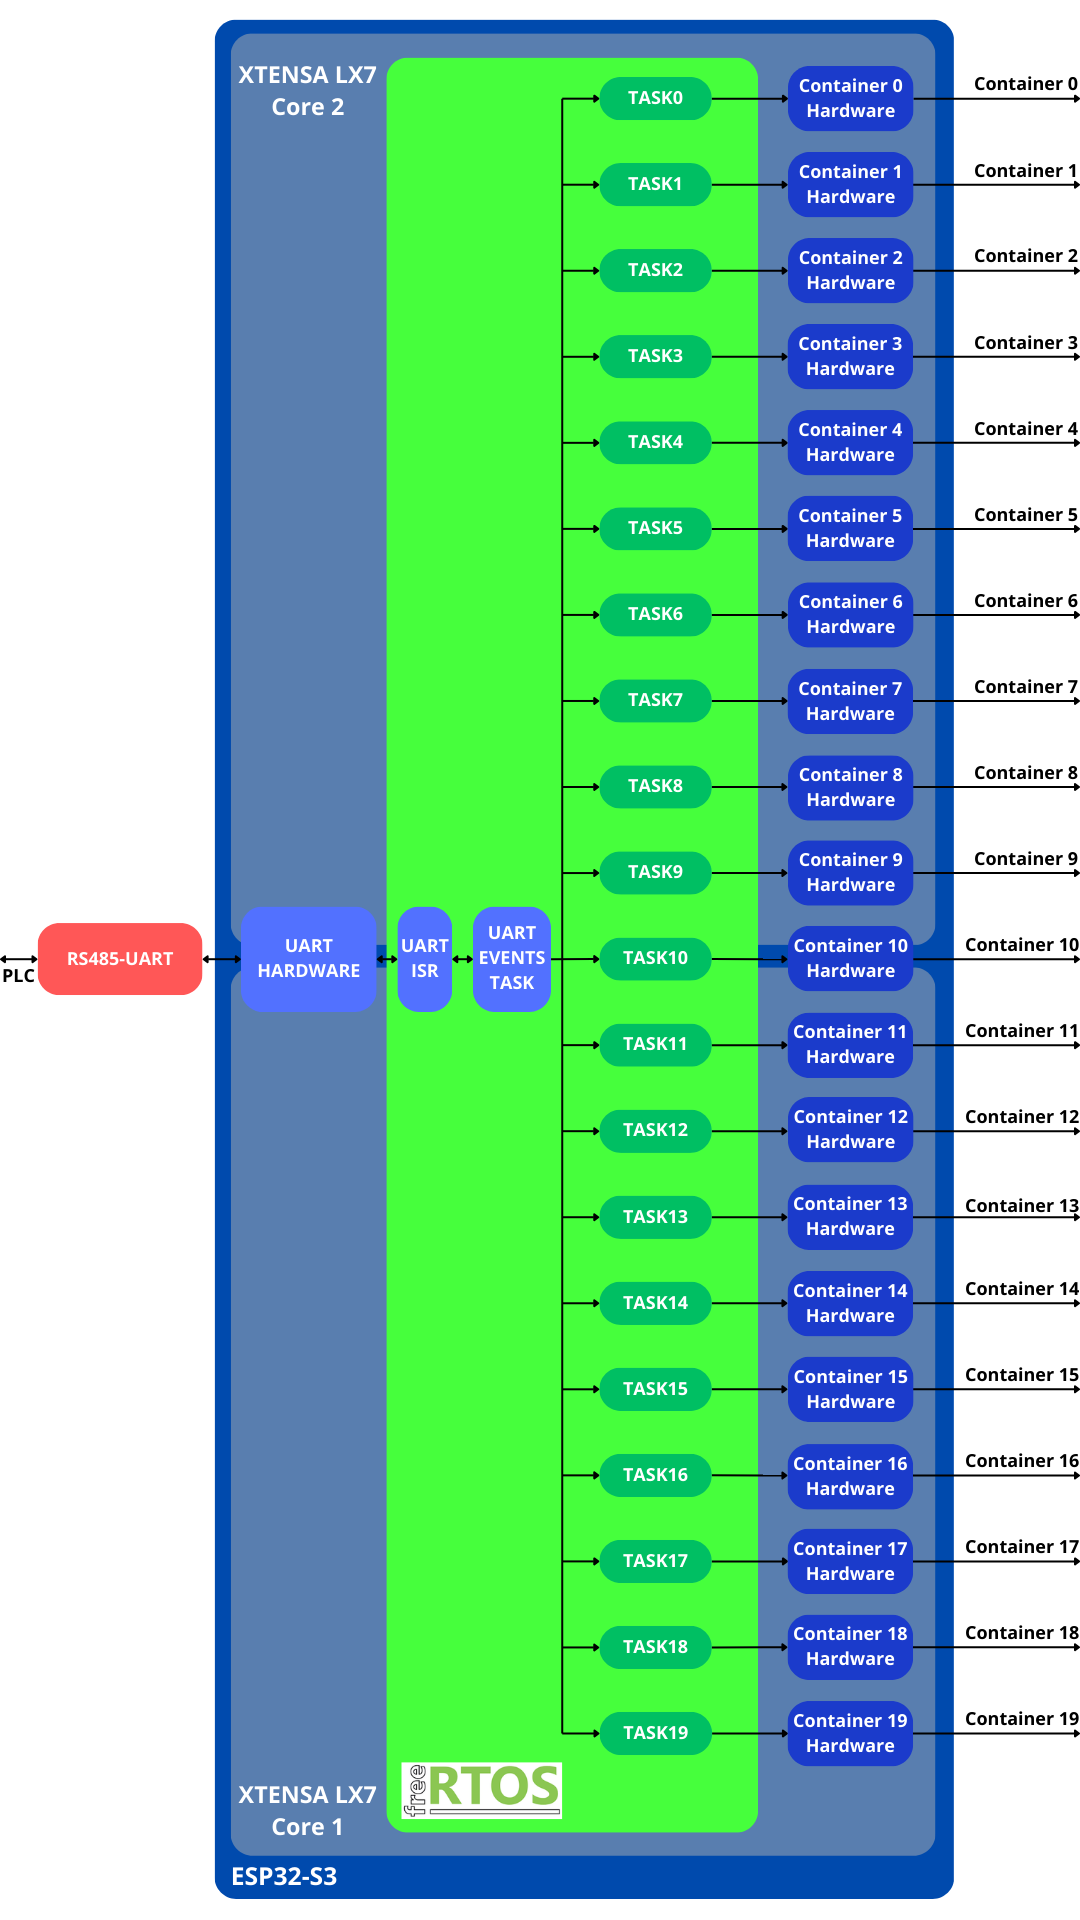 XTENSA LX7
Core 2
TASK0
Container 0
Hardware
Container 0
TASK1
Container 1
Hardware
Container 1
TASK2
Container 2
Hardware
Container 2
TASK3
Container 3
Hardware
Container 3
TASK4
Container 4
Hardware
Container 4
TASK5
Container 5
Hardware
Container 5
TASK6
Container 6
Hardware
Container 6
TASK7
Container 7
Hardware
Container 7
TASK8
Container 8
Hardware
Container 8
TASK9
Container 9
Hardware
Container 9
PLC
RS485-UART
UART
HARDWARE
UART
ISR
UART
EVENTS
TASK
TASK10
Container 10
Hardware
Container 10
TASK11
Container 11
Hardware
Container 11
TASK12
Container 12
Hardware
Container 12
TASK13
Container 13
Hardware
Container 13
TASK14
Container 14
Hardware
Container 14
TASK15
Container 15
Hardware
Container 15
TASK16
Container 16
Hardware
Container 16
TASK17
Container 17
Hardware
Container 17
TASK18
Container 18
Hardware
Container 18
TASK19
Container 19
Hardware
Container 19
free RTOS
XTENSA LX7
Core 1
ESP32-S3